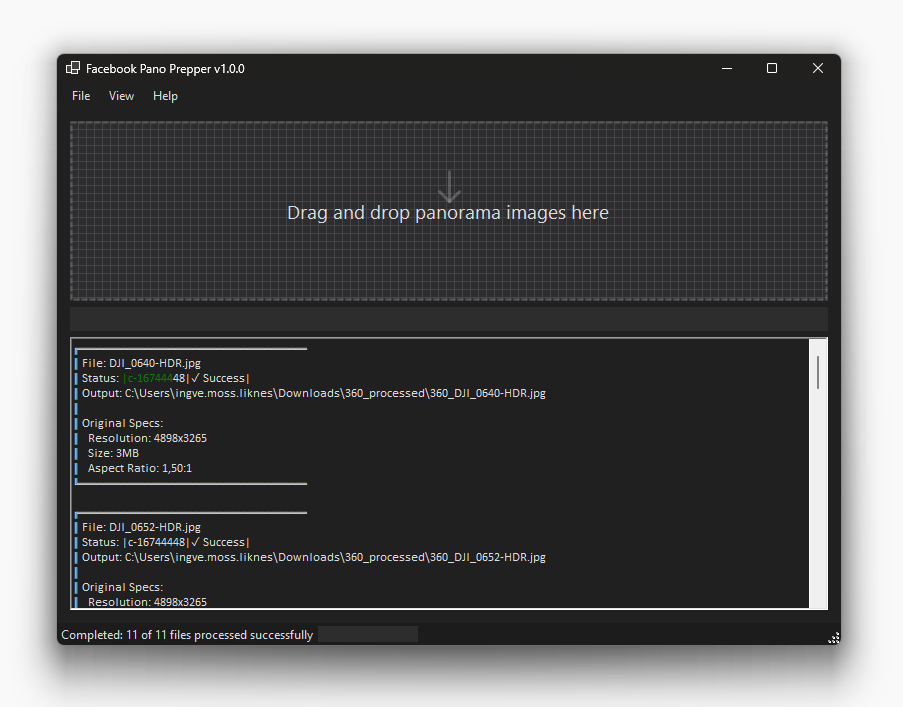 Facebook Pano Prepper v1.0.0
File View Help
Drag and drop panorama images here
File: DJI_0640-HDR.jpg
Status: |c-16744448|✓ Success|
Output: C:\Users\ingve.moss.liknes\Downloads\360_processed\360_DJI_0640-HDR.jpg
Original Specs:
Resolution: 4898x3265
Size: 3MB
Aspect Ratio: 1,50:1
File: DJI_0652-HDR.jpg
Status: |c-16744448|✓ Success|
Output: C:\Users\ingve.moss.liknes\Downloads\360_processed\360_DJI_0652-HDR.jpg
Original Specs:
Resolution: 4898x3265
Completed: 11 of 11 files processed successfully